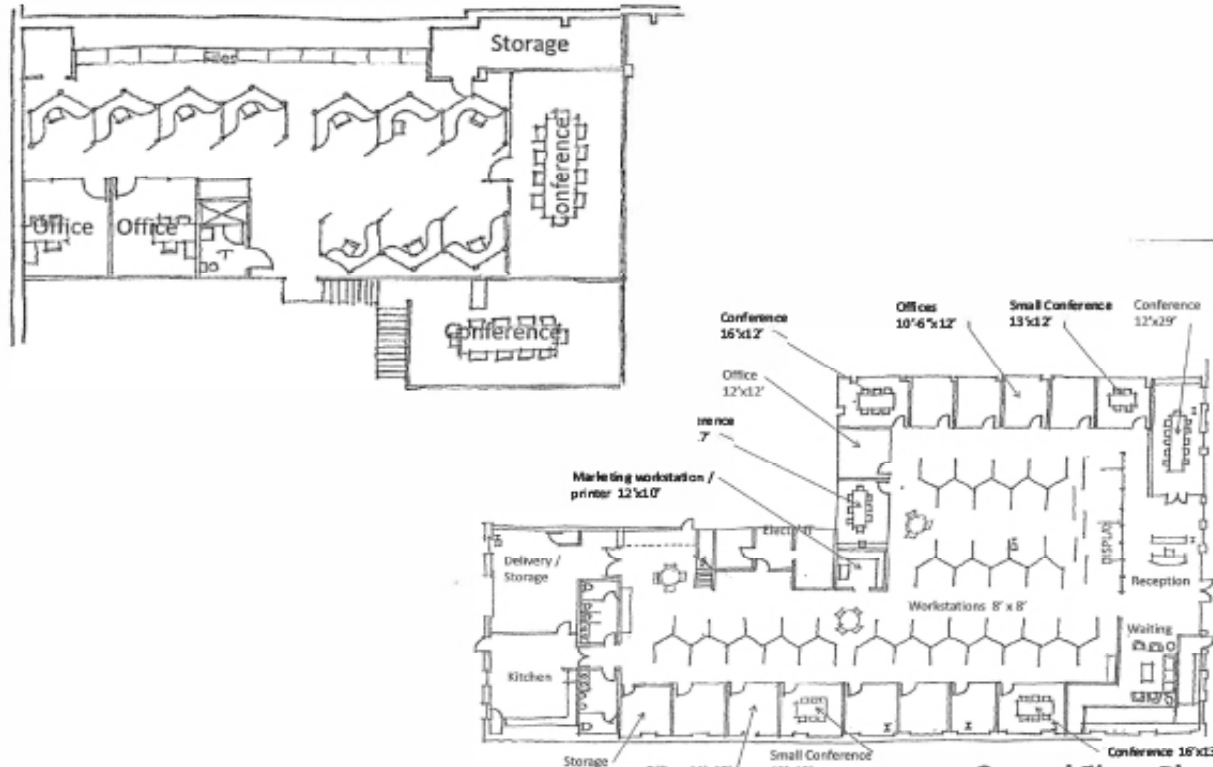 Storage
Files
Conference
Office
Office
Conference
Offices
10'-6"x12'
Small Conference
13'x12'
Conference
12'x29'
Conference
16'x12'
Office
12'x12'
Marketing workstation /
printer 12'x10'
Delivery /
Storage
DISPLAY
Reception
Workstations 8' x 8'
Waiting
Kitchen
Storage
Small Conference
Conference 16'x13'